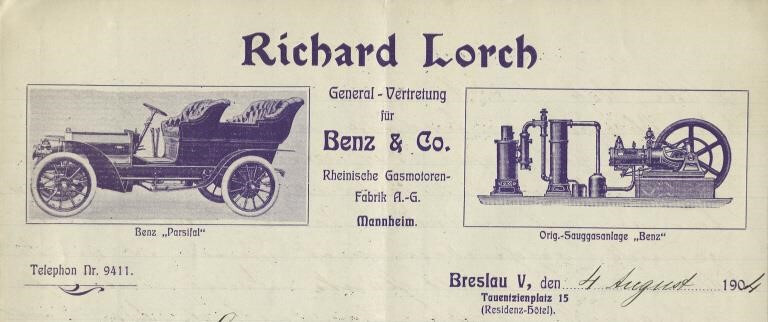 Richard Lorch
General-Vertretung
für
Benz & Co.
Rheinische Gasmotoren-
Fabrik A.-G.
Mannheim.
Benz „Parsifal“
Orig.-Sauggasanlage „Benz“
Telephon Nr. 9411.
Breslau V, den 4 August 1904
Tauentzienplatz 15
(Residenz-Hôtel).